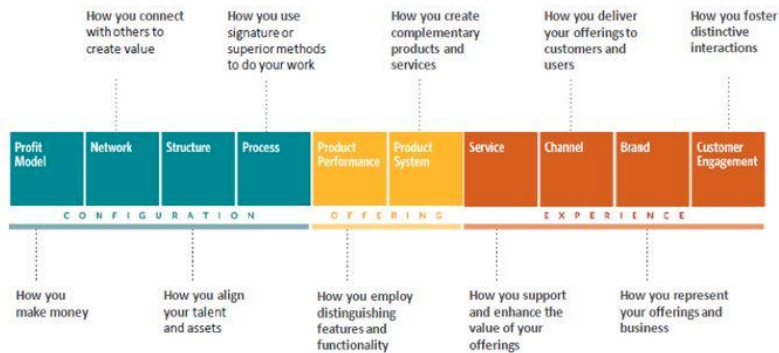 How you connect
with others to
create value
How you use
signature or
superior methods
to do your work
How you create
complementary
products and
services
How you deliver
your offerings to
customers and
users
How you foster
distinctive
interactions
Profit
Model
Network
Structure
Process
Product
Performance
Product
System
Service
Channel
Brand
Customer
Engagement
CONFIGURATION
OFFERING
EXPERIENCE
How you
make money
How you align
your talent
and assets
How you employ
distinguishing
features and
functionality
How you support
and enhance the
value of your
offerings
How you represent
your offerings and
business